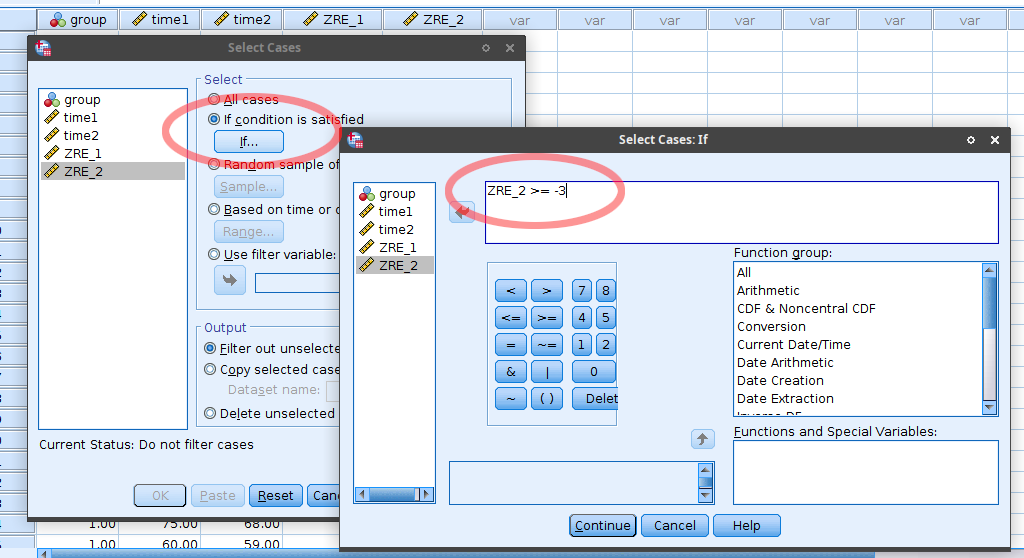 group time1 time2 ZRE_1 ZRE_2 var var var var var var var
Select Cases
group
time1
time2
ZRE_1
ZRE_2
Select
All cases
If condition is satisfied
If...
Random sample of
Sample...
Based on time or
Range...
Use filter variable:
Output
Filter out unselecte
Copy selected case
Dataset name:
Delete unselected
Current Status: Do not filter cases
OK Paste Reset Canc
Select Cases: If
group
time1
time2
ZRE_1
ZRE_2
ZRE_2 >= -3
< > 7 8
<= >= 4 5
= ~= 1 2
& | 0
~ ( ) Delet
Function group:
All
Arithmetic
CDF & Noncentral CDF
Conversion
Current Date/Time
Date Arithmetic
Date Creation
Date Extraction
Functions and Special Variables:
Continue Cancel Help
1.00 75.00 68.00
1.00 60.00 59.00